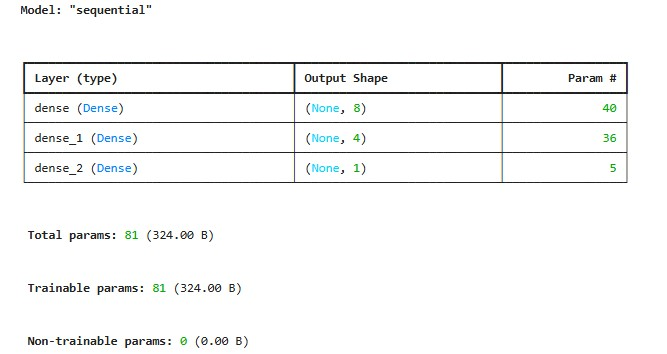 Model: "sequential"
Layer (type) Output Shape Param #
dense (Dense) (None, 8) 40
dense_1 (Dense) (None, 4) 36
dense_2 (Dense) (None, 1) 5
Total params: 81 (324.00 B)
Trainable params: 81 (324.00 B)
Non-trainable params: 0 (0.00 B)